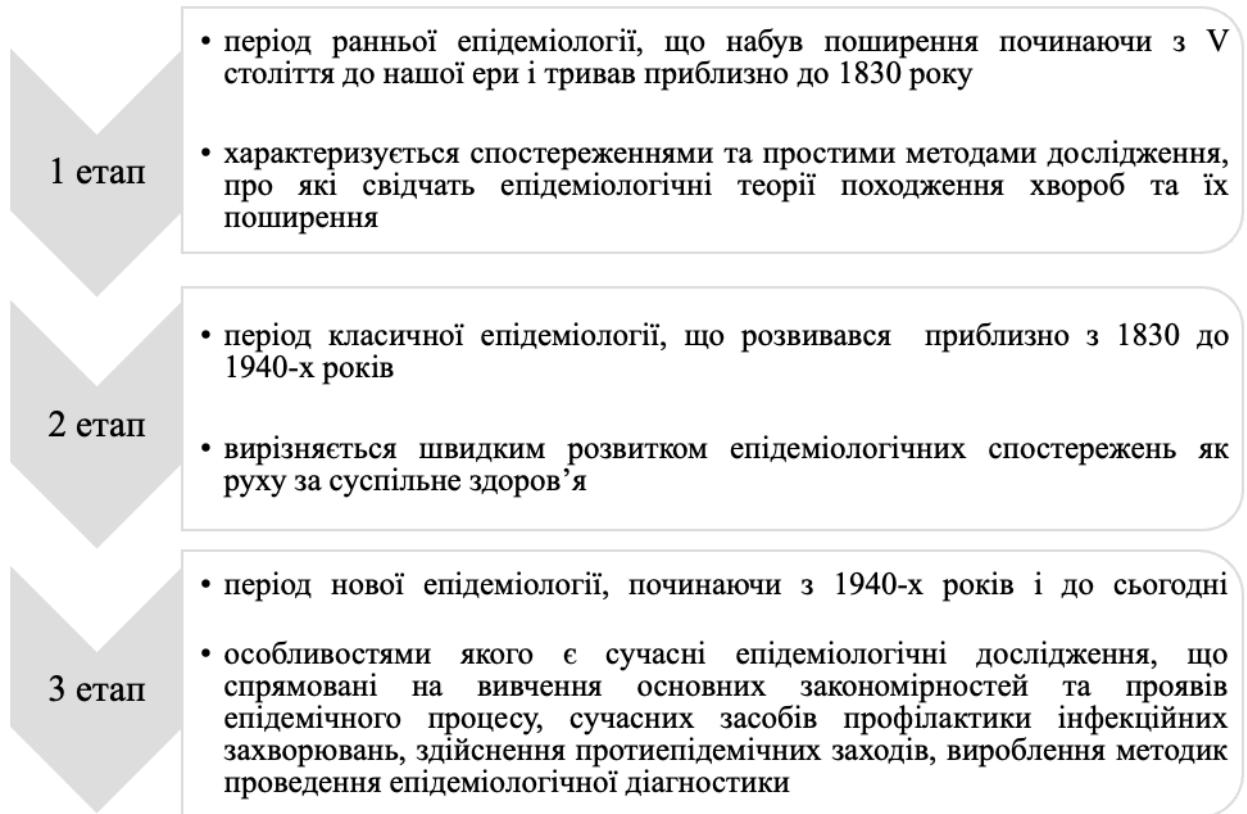 • період ранньої епідеміології, що набув поширення починаючи з V
століття до нашої ери і тривав приблизно до 1830 року
1 етап
• характеризується спостереженнями та простими методами дослідження,
про які свідчать епідеміологічні теорії походження хвороб та їх
поширення
• період класичної епідеміології, що розвивався приблизно з 1830 до
1940-х років
2 етап
• вирізняється швидким розвитком епідеміологічних спостережень як
руху за суспільне здоров’я
• період нової епідеміології, починаючи з 1940-х років і до сьогодні
3 етап
• особливостями якого є сучасні епідеміологічні дослідження, що
спрямовані на вивчення основних закономірностей та проявів
епідемічного процесу, сучасних засобів профілактики інфекційних
захворювань, здійснення протиепідемічних заходів, вироблення методик
проведення епідеміологічної діагностики